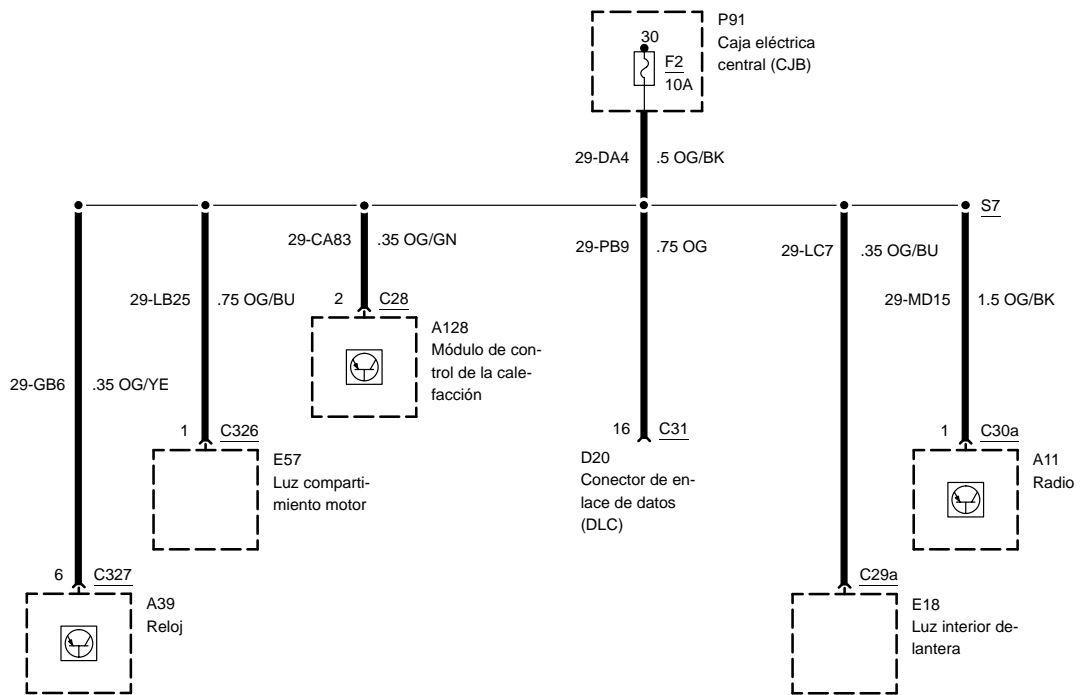 P91
Caja eléctrica
central (CJB)
30
F2
10A
29-DA4 .5 OG/BK
S7
29-CA83 .35 OG/GN
29-PB9 .75 OG
29-LC7 .35 OG/BU
29-LB25 .75 OG/BU
29-MD15 1.5 OG/BK
29-GB6 .35 OG/YE
2 C28
A128
Módulo de con-
trol de la cale-
facción
1 C326
E57
Luz comparti-
miento motor
16 C31
D20
Conector de en-
lace de datos
(DLC)
1 C30a
A11
Radio
6 C327
A39
Reloj
C29a
E18
Luz interior de-
lantera